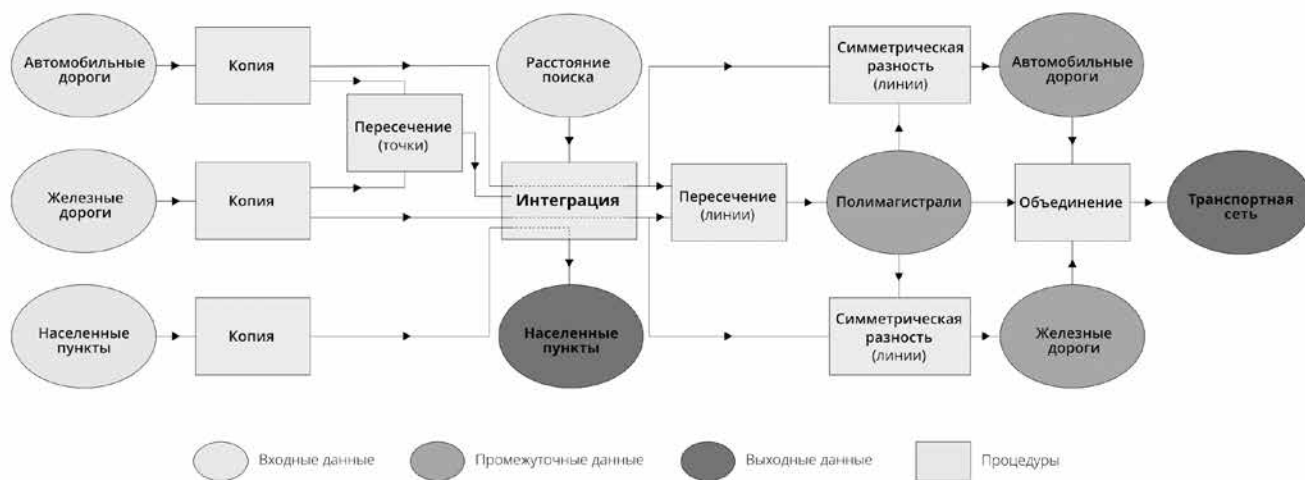 Автомобильные
дороги
Копия
Расстояние
поиска
Симметрическая
разность
(линии)
Автомобильные
дороги
Пересечение
(точки)
Железные
дороги
Копия
Интеграция
Пересечение
(линии)
Полимагистрали
Объединение
Транспортная
сеть
Населенные
пункты
Копия
Населенные
пункты
Симметрическая
разность
(линии)
Железные
дороги
Входные данные
Промежуточные данные
Выходные данные
Процедуры